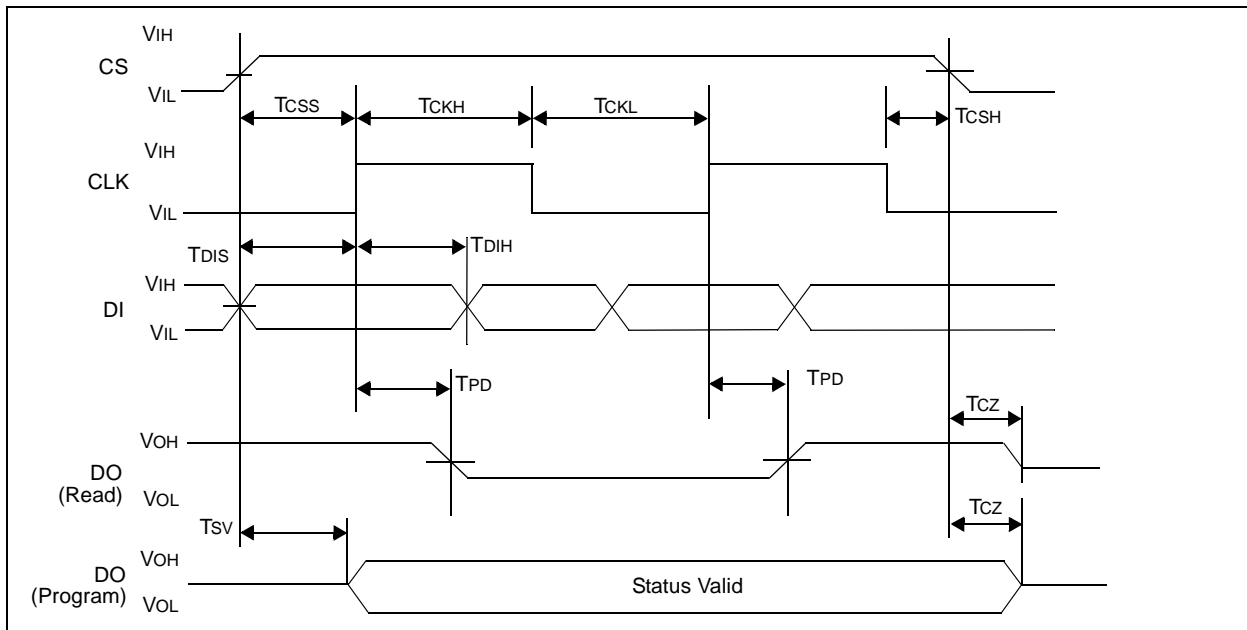 VIH
CS
VIL
TCSS
TCKH
TCKL
TCSH
VIH
CLK
VIL
TDIS
TDIH
VIH
DI
VIL
TPD
TPD
TCZ
VOH
DO
(Read)
VOL
TSV
TCZ
VOH
DO
(Program)
VOL
Status Valid